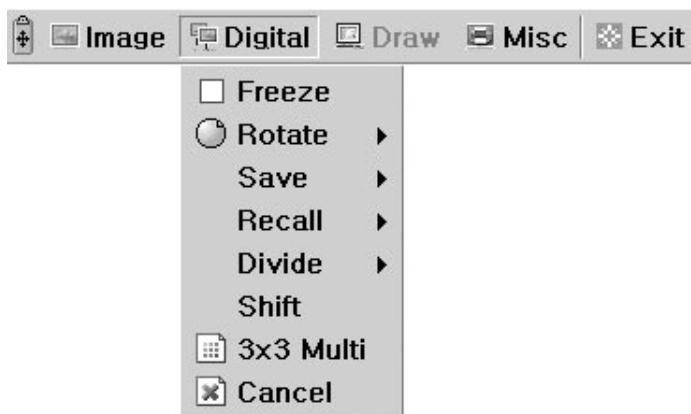 Image Digital Draw Misc Exit
Freeze
Rotate
Save
Recall
Divide
Shift
3x3 Multi
Cancel